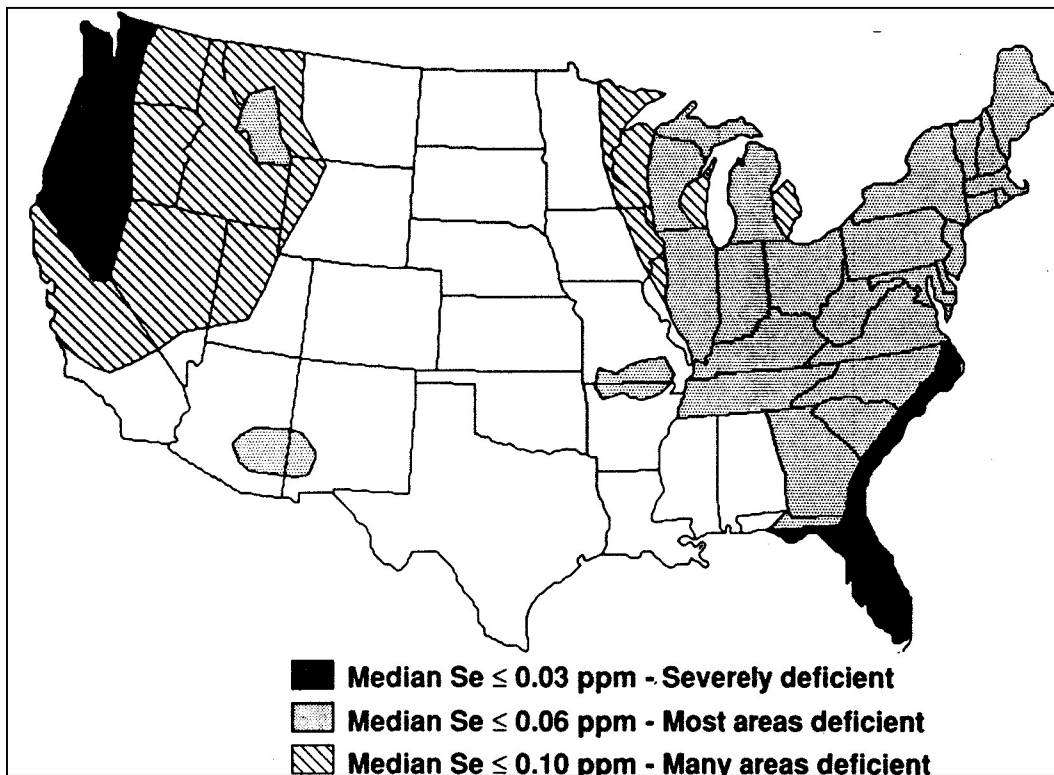 Median Se ≤ 0.03 ppm - Severely deficient
Median Se ≤ 0.06 ppm - Most areas deficient
Median Se ≤ 0.10 ppm - Many areas deficient